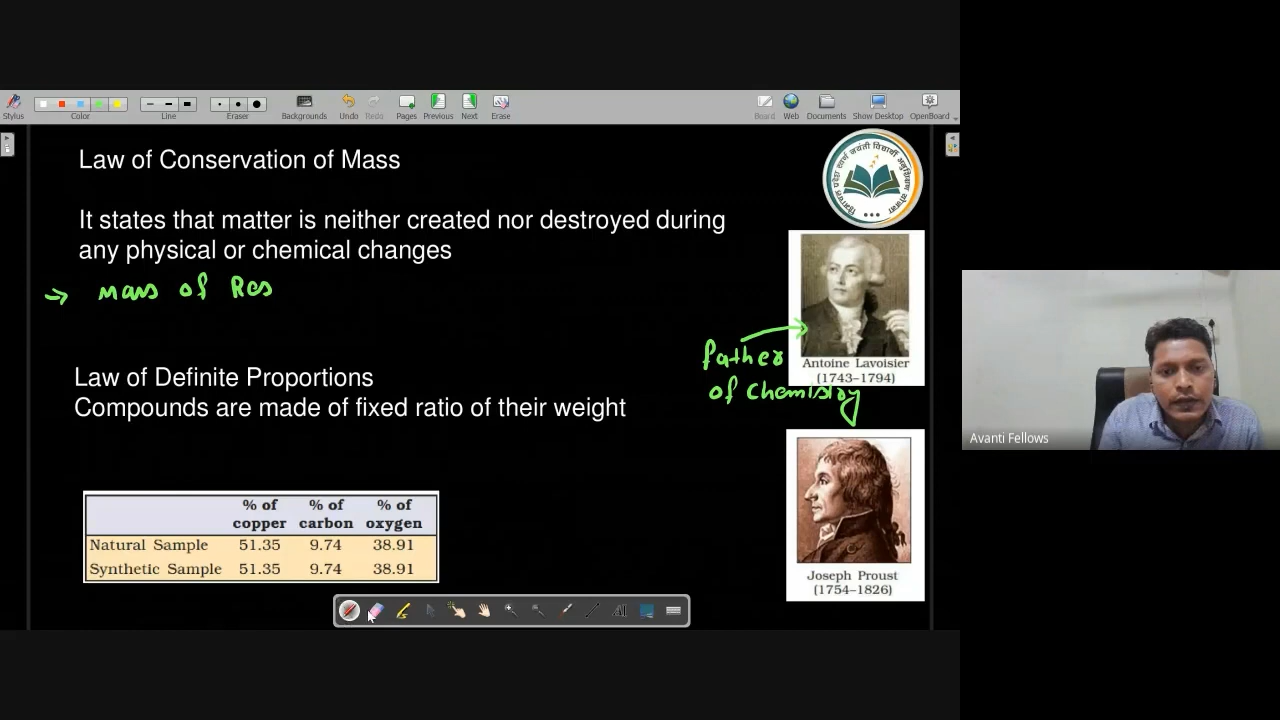 Stylus
Color
Line
Eraser
Backgrounds
Undo
Redo
Pages
Previous
Next
Erase
Board
Web
Documents
Show Desktop
OpenBoard
Law of Conservation of Mass
It states that matter is neither created nor destroyed during
any physical or chemical changes
→ mass of Res
father
of Chemistry
Antoine Lavoisier
(1743–1794)
Law of Definite Proportions
Compounds are made of fixed ratio of their weight
% of copper % of carbon % of oxygen
Natural Sample 51.35 9.74 38.91
Synthetic Sample 51.35 9.74 38.91
Joseph Proust
(1754–1826)
Avanti Fellows